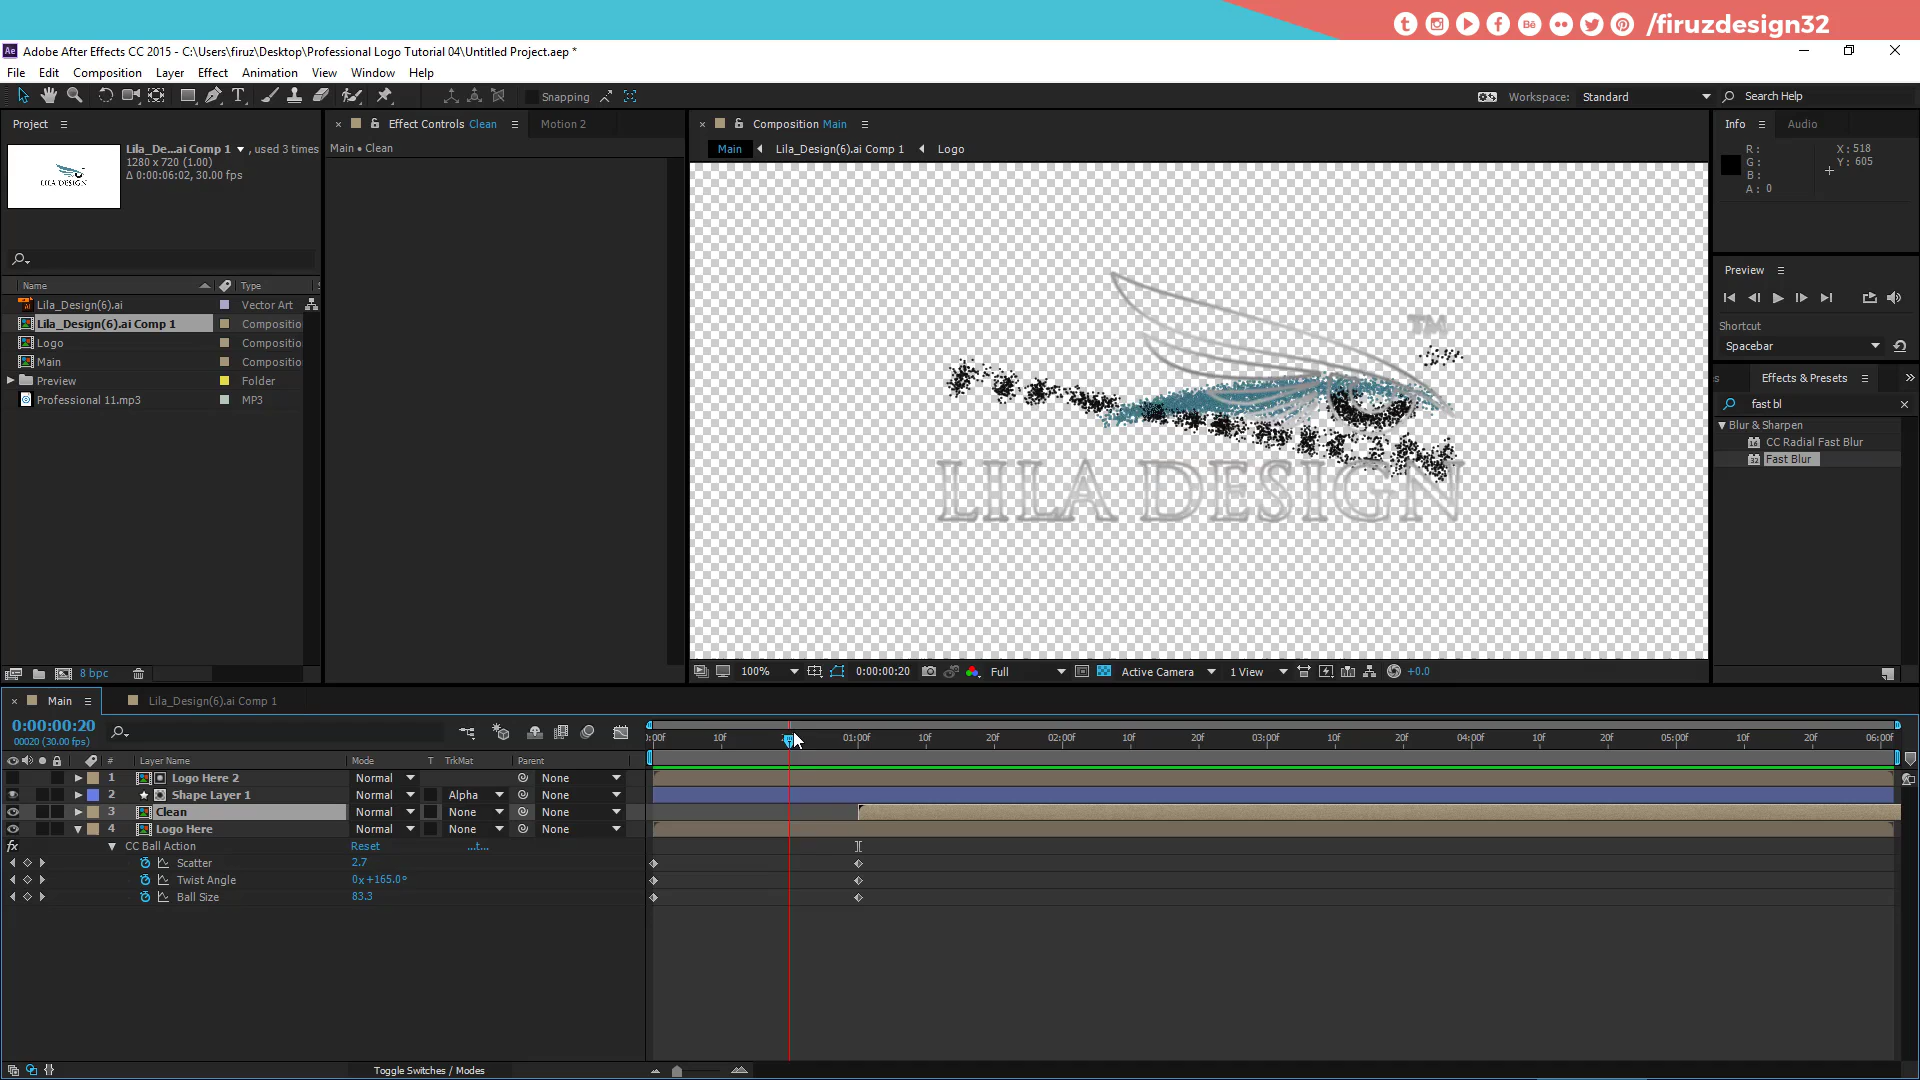 /firuzdesign32
Adobe After Effects CC 2015 - C:\Users\firuz\Desktop\Professional Logo Tutorial 04\Untitled Project.aep *
File Edit Composition Layer Effect Animation View Window Help
Snapping
Workspace: Standard
Search Help
Project
Effect Controls Clean
Motion 2
Composition Main
Info
Audio
Lila_De...ai Comp 1 , used 3 times
1280 x 720 (1.00)
Δ 0:00:06:02, 30.00 fps
Main • Clean
Main Lila_Design(6).ai Comp 1 Logo
R :
G :
B :
A : 0
X : 518
Y : 605
LILA DESIGN
Name Type
Lila_Design(6).ai Vector Art
Lila_Design(6).ai Comp 1 Compositio
Logo Compositio
Main Compositio
Preview Folder
Professional 11.mp3 MP3
TM
LILA DESIGN
Preview
Shortcut
Spacebar
Effects & Presets
fast bl
Blur & Sharpen
CC Radial Fast Blur
Fast Blur
8 bpc
100% 0:00:00:20 Full Active Camera 1 View +0.0
Main
Lila_Design(6).ai Comp 1
0:00:00:20
00020 (30.00 fps)
):00f 10f 01:00f 10f 20f 02:00f 10f 20f 03:00f 10f 20f 04:00f 10f 20f 05:00f 10f 20f 06:00f
# Layer Name Mode T TrkMat Parent
1 Logo Here 2 Normal None
2 Shape Layer 1 Normal Alpha None
3 Clean Normal None None
4 Logo Here Normal None None
fx CC Ball Action Reset ...t...
Scatter 2.7
Twist Angle 0x+165.0°
Ball Size 83.3
Toggle Switches / Modes